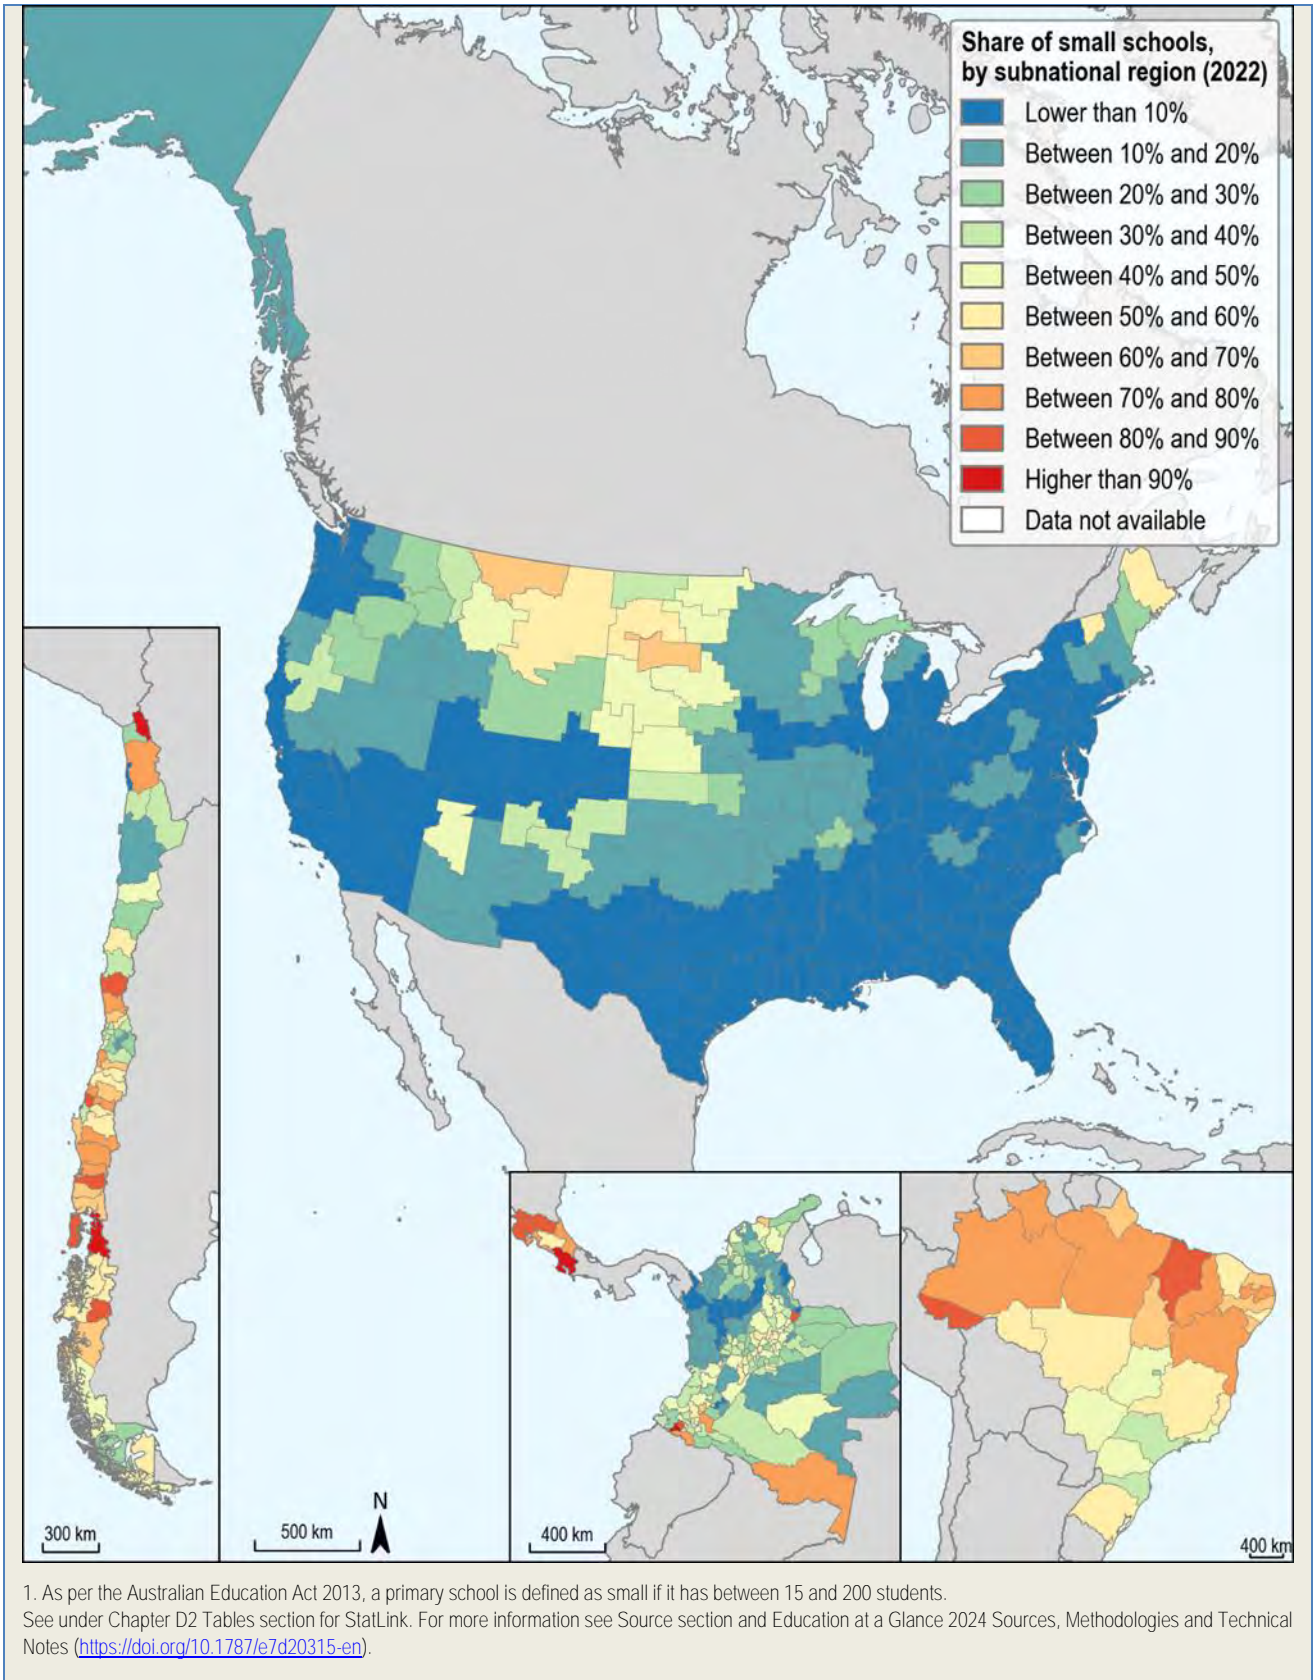 Share of small schools,
by subnational region (2022)
Lower than 10%
Between 10% and 20%
Between 20% and 30%
Between 30% and 40%
Between 40% and 50%
Between 50% and 60%
Between 60% and 70%
Between 70% and 80%
Between 80% and 90%
Higher than 90%
Data not available
300 km
500 km
N
400 km
400 km
1. As per the Australian Education Act 2013, a primary school is defined as small if it has between 15 and 200 students.
See under Chapter D2 Tables section for StatLink. For more information see Source section and Education at a Glance 2024 Sources, Methodologies and Technical
Notes (https://doi.org/10.1787/e7d20315-en).